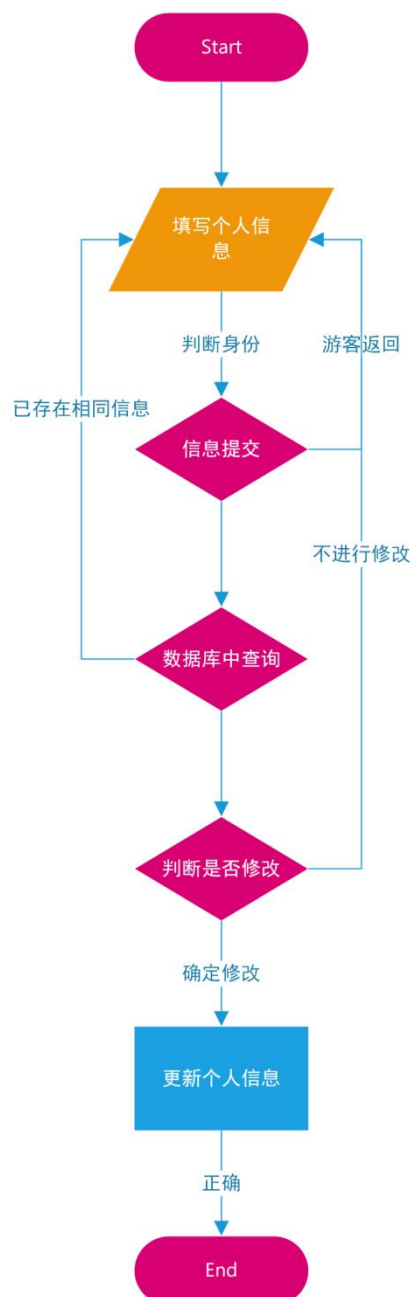 Start
填写个人信
息
判断身份
游客返回
已存在相同信息
信息提交
不进行修改
数据库中查询
判断是否修改
确定修改
更新个人信息
正确
End